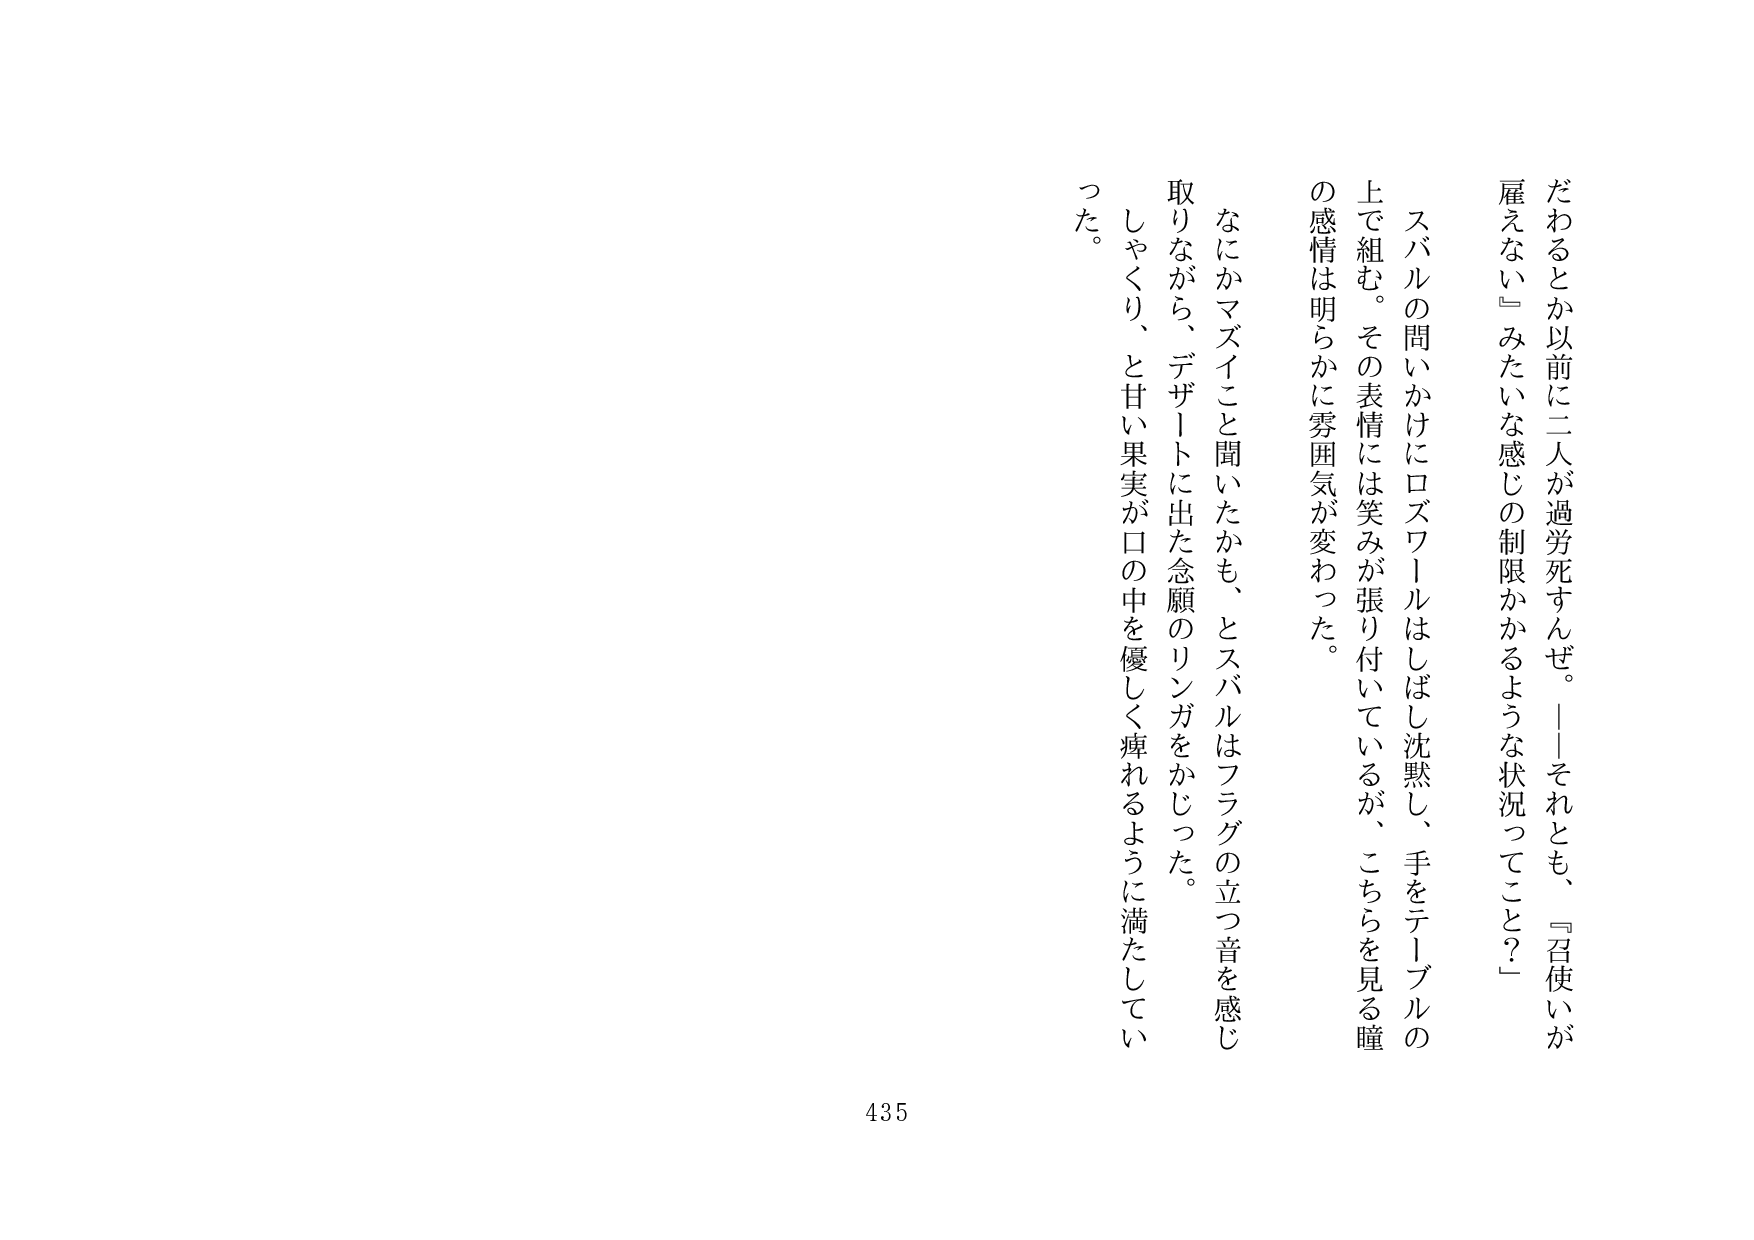 だわるとか以前に二人が過労死すんぜ。――それとも、『召使いが
雇えない』みたいな感じの制限かかるような状況ってこと？」
スバルの問いかけにロズワールはしばし沈黙し、手をテーブルの
上で組む。その表情には笑みが張り付いているが、こちらを見る瞳
の感情は明らかに雰囲気が変わった。
なにかマズイこと聞いたかも、とスバルはフラグの立つ音を感じ
取りながら、デザートに出た念願のリンガをかじった。
しゃくり、と甘い果実が口の中を優しく痺れるように満たしてい
った。
435